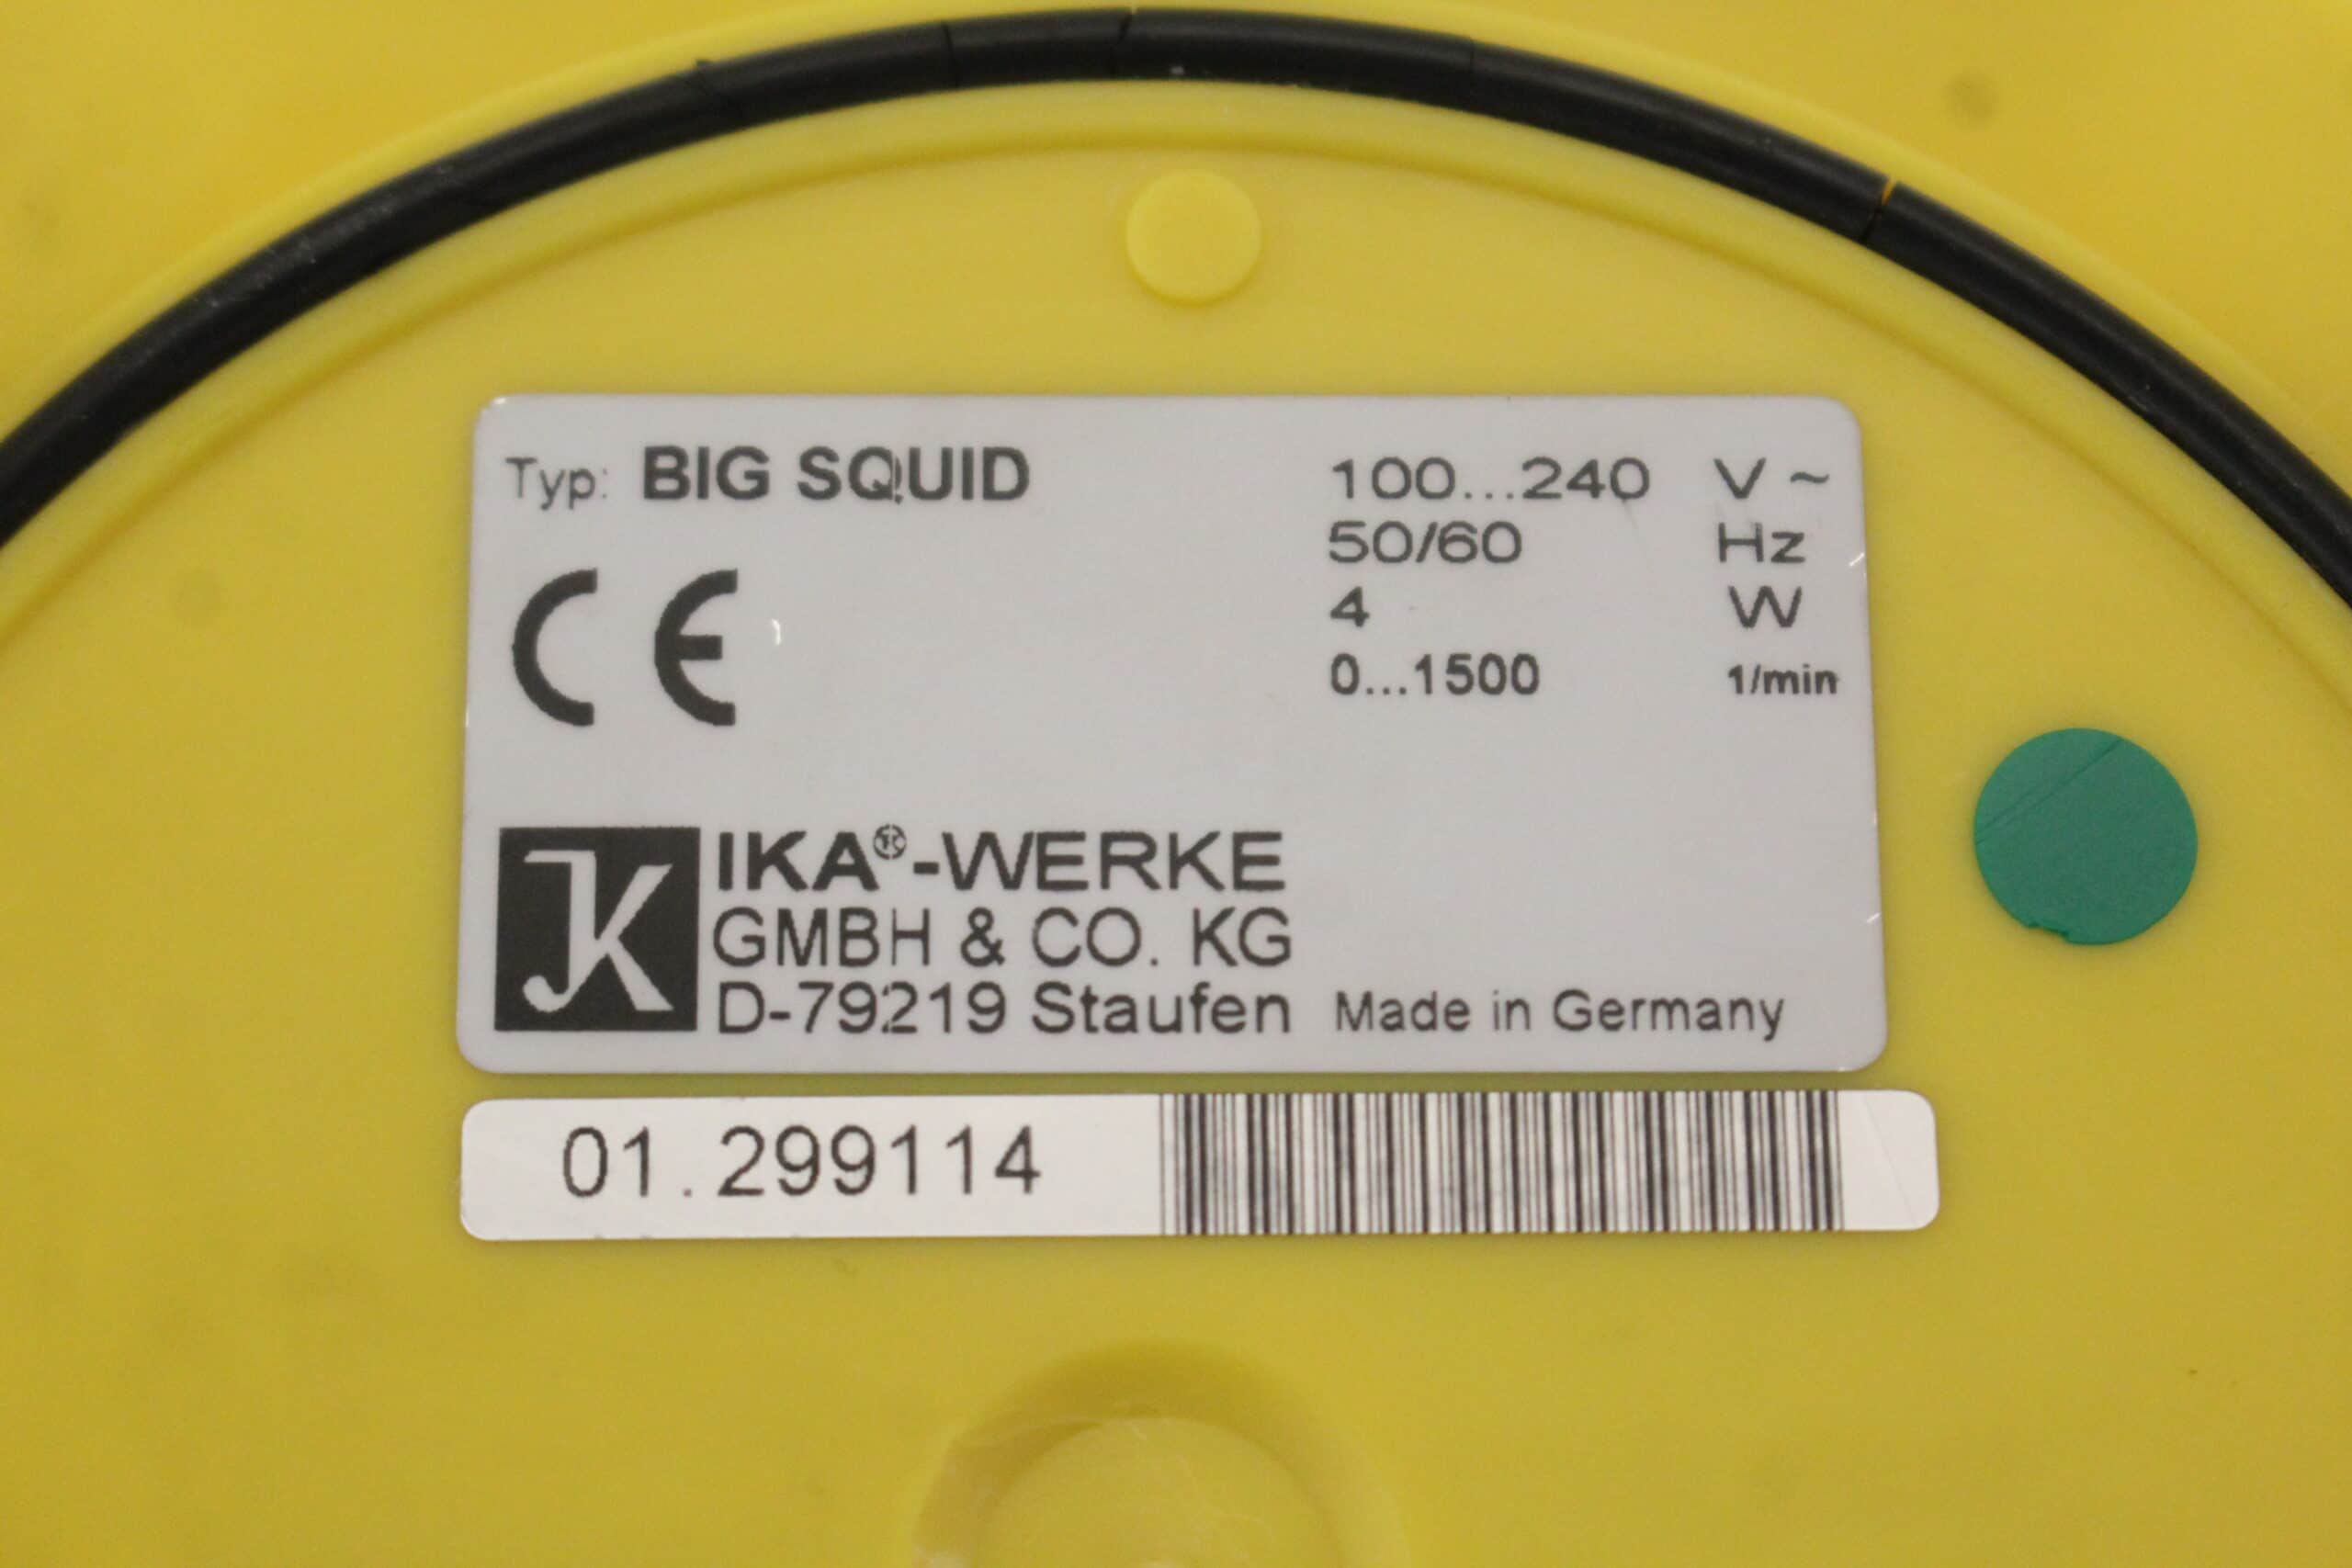 Typ: BIG SQUID
100...240 V ~
50/60 Hz
4 W
0...1500 1/min
CE
IKA®-WERKE
GMBH & CO. KG
D-79219 Staufen Made in Germany
01.299114